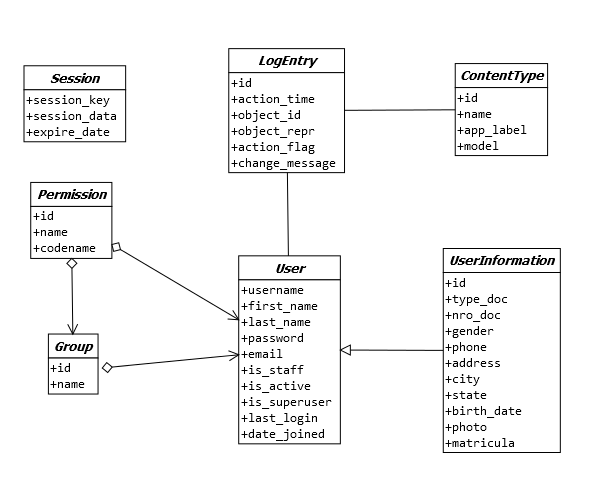 Session
+session_key
+session_data
+expire_date
LogEntry
+id
+action_time
+object_id
+object_repr
+action_flag
+change_message
ContentType
+id
+name
+app_label
+model
Permission
+id
+name
+codename
Group
+id
+name
User
+username
+first_name
+last_name
+password
+email
+is_staff
+is_active
+is_superuser
+last_login
+date_joined
UserInformation
+id
+type_doc
+nro_doc
+gender
+phone
+address
+city
+state
+birth_date
+photo
+matricula